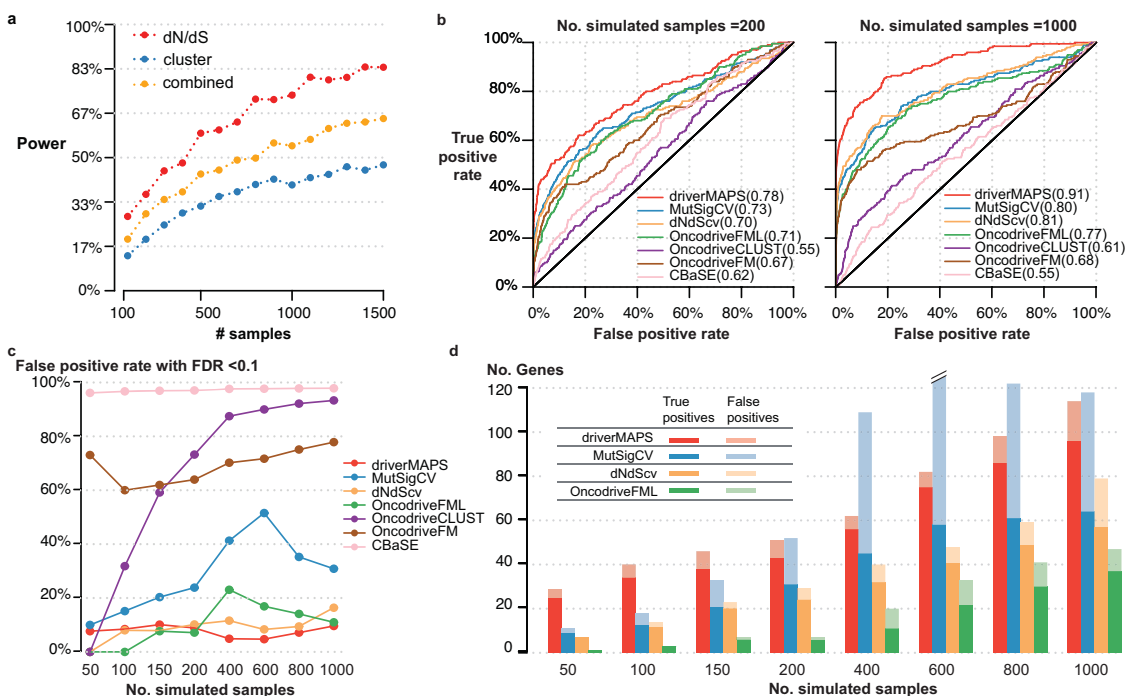 a
100%
83%
67%
50%
33%
17%
0%
Power
dN/dS
cluster
combined
100
500
1000
1500
# samples
b
No. simulated samples =200
100%
80%
60%
40%
20%
0%
True
positive
rate
driverMAPS(0.78)
MutSigCV(0.73)
dNdScv(0.70)
OncodriveFML(0.71)
OncodriveCLUST(0.55)
OncodriveFM(0.67)
CBaSE(0.62)
0% 20% 40% 60% 80% 100%
False positive rate
No. simulated samples =1000
driverMAPS(0.91)
MutSigCV(0.80)
dNdScv(0.81)
OncodriveFML(0.77)
OncodriveCLUST(0.61)
OncodriveFM(0.68)
CBaSE(0.55)
0% 20% 40% 60% 80% 100%
False positive rate
c
False positive rate with FDR <0.1
100%
80%
60%
40%
20%
0%
driverMAPS
MutSigCV
dNdScv
OncodriveFML
OncodriveCLUST
OncodriveFM
CBaSE
50 100 150 200 400 600 800 1000
No. simulated samples
d
No. Genes
120
100
80
60
40
20
0
True False
positives positives
driverMAPS
MutSigCV
dNdScv
OncodriveFML
50 100 150 200 400 600 800 1000
No. simulated samples